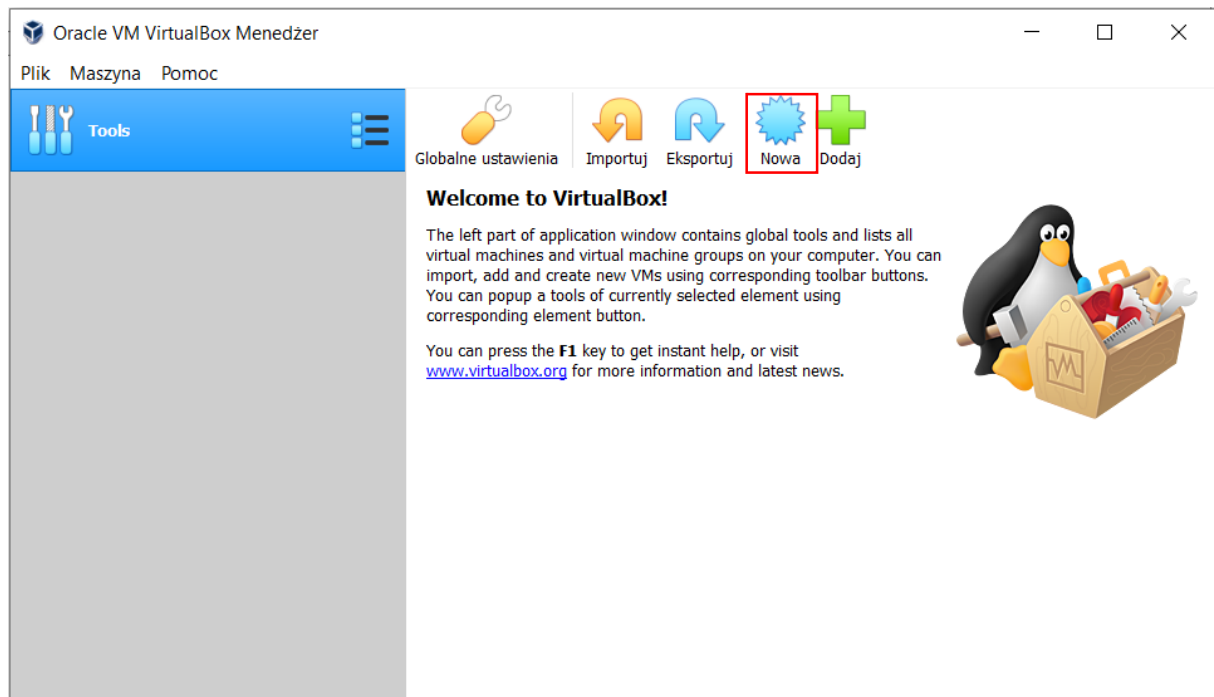 Oracle VM VirtualBox Menedżer
Plik Maszyna Pomoc
Tools
Globalne ustawienia Importuj Eksportuj Nowa Dodaj
Welcome to VirtualBox!
The left part of application window contains global tools and lists all
virtual machines and virtual machine groups on your computer. You can
import, add and create new VMs using corresponding toolbar buttons.
You can popup a tools of currently selected element using
corresponding element button.
You can press the F1 key to get instant help, or visit
www.virtualbox.org for more information and latest news.